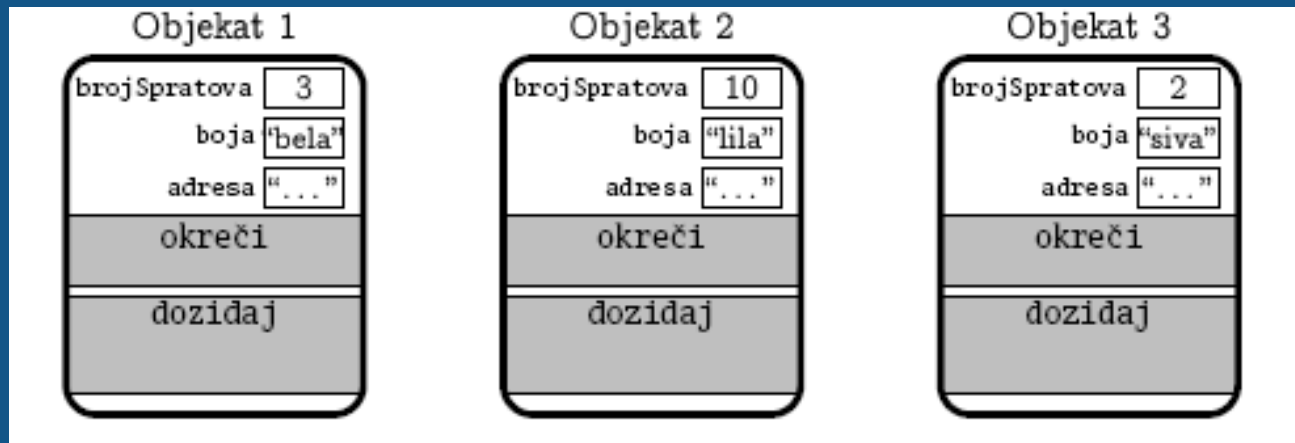 Objekat 1
brojSpratova 3
boja “bela”
adresa “...”
okreči
dozidaj
Objekat 2
brojSpratova 10
boja “lila”
adresa “...”
okreči
dozidaj
Objekat 3
brojSpratova 2
boja “siva”
adresa “...”
okreči
dozidaj